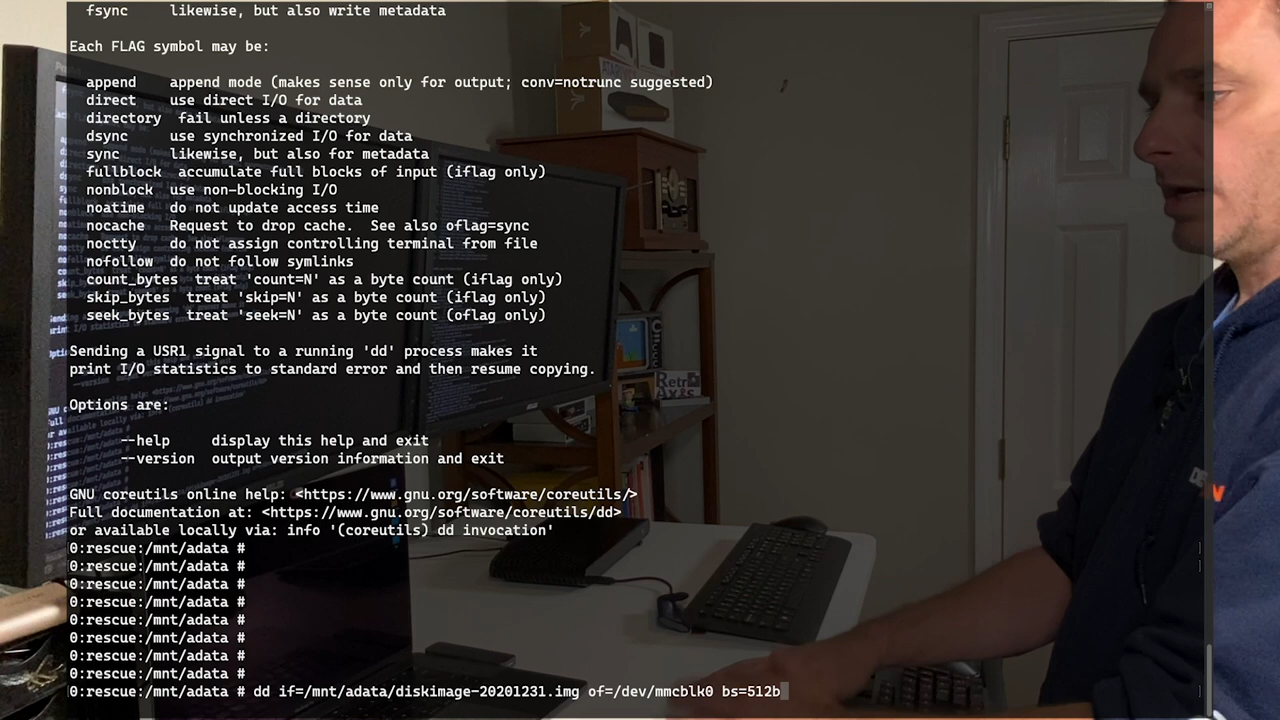 fsync     likewise, but also write metadata
Each FLAG symbol may be:
append    append mode (makes sense only for output; conv=notrunc suggested)
direct    use direct I/O for data
directory  fail unless a directory
dsync     use synchronized I/O for data
sync      likewise, but also for metadata
fullblock  accumulate full blocks of input (iflag only)
nonblock  use non-blocking I/O
noatime   do not update access time
nocache   Request to drop cache.  See also oflag=sync
noctty    do not assign controlling terminal from file
nofollow  do not follow symlinks
count_bytes  treat 'count=N' as a byte count (iflag only)
skip_bytes  treat 'skip=N' as a byte count (iflag only)
seek_bytes  treat 'seek=N' as a byte count (oflag only)
Sending a USR1 signal to a running 'dd' process makes it
print I/O statistics to standard error and then resume copying.
Options are:
--help     display this help and exit
--version  output version information and exit
GNU coreutils online help: <https://www.gnu.org/software/coreutils/>
Full documentation at: <https://www.gnu.org/software/coreutils/dd>
or available locally via: info '(coreutils) dd invocation'
0:rescue:/mnt/adata #
0:rescue:/mnt/adata #
0:rescue:/mnt/adata #
0:rescue:/mnt/adata #
0:rescue:/mnt/adata #
0:rescue:/mnt/adata #
0:rescue:/mnt/adata #
0:rescue:/mnt/adata #
0:rescue:/mnt/adata # dd if=/mnt/adata/diskimage-20201231.img of=/dev/mmcblk0 bs=512b